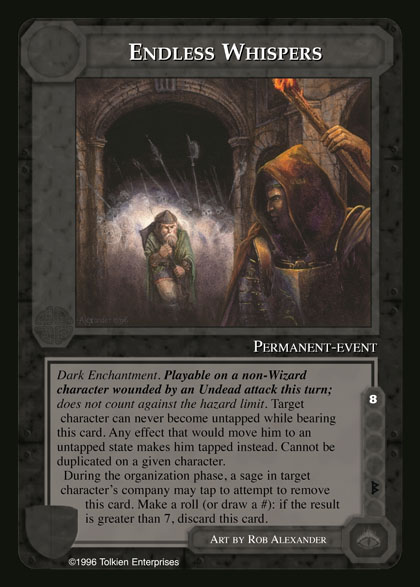 ENDLESS WHISPERS
PERMANENT-EVENT
Dark Enchantment. Playable on a non-Wizard
character wounded by an Undead attack this turn;
does not count against the hazard limit. Target
character can never become untapped while bearing
this card. Any effect that would move him to an
untapped state makes him tapped instead. Cannot be
duplicated on a given character.
During the organization phase, a sage in target
character's company may tap to attempt to remove
this card. Make a roll (or draw a #): if the result
is greater than 7, discard this card.
8
ART BY ROB ALEXANDER
©1996 Tolkien Enterprises